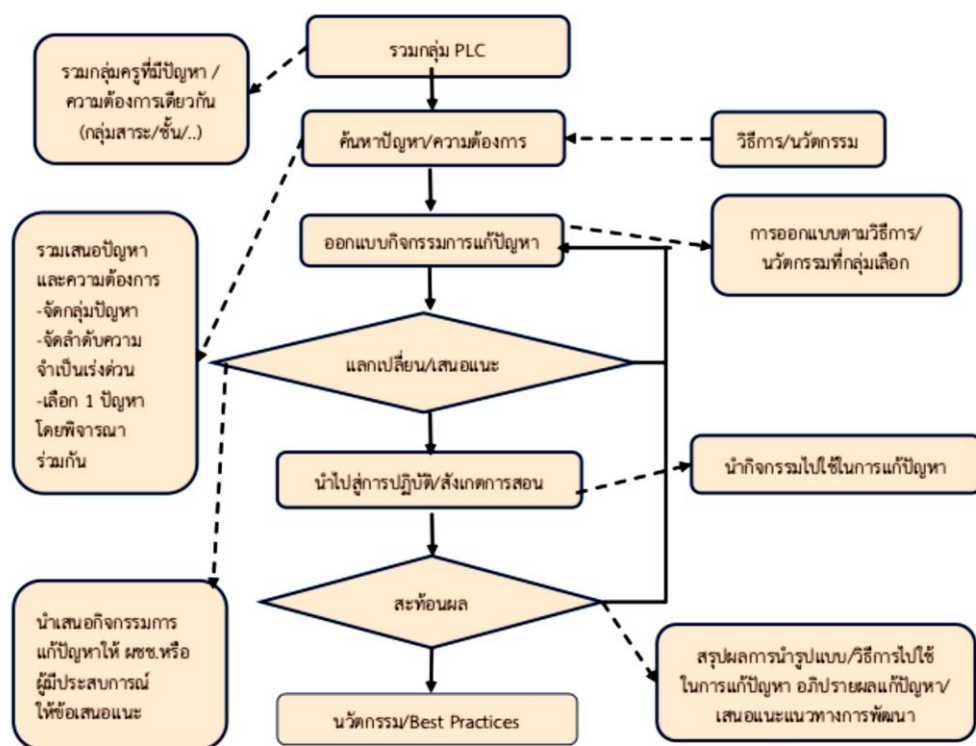 รวมกลุ่ม PLC
รวมกลุ่มครูที่มีปัญหา /
ความต้องการเดียวกัน
(กลุ่มสาระ/ชั้น/..)
ค้นหาปัญหา/ความต้องการ
วิธีการ/นวัตกรรม
ออกแบบกิจกรรมการแก้ปัญหา
การออกแบบตามวิธีการ/
นวัตกรรมที่กลุ่มเลือก
รวมเสนอปัญหา
และความต้องการ
-จัดกลุ่มปัญหา
-จัดลำดับความ
จำเป็นเร่งด่วน
-เลือก 1 ปัญหา
โดยพิจารณา
ร่วมกัน
แลกเปลี่ยน/เสนอแนะ
นำไปสู่การปฏิบัติ/สังเกตการสอน
นำกิจกรรมไปใช้ในการแก้ปัญหา
สะท้อนผล
นำเสนอกิจกรรมการ
แก้ปัญหาให้ ผชช.หรือ
ผู้มีประสบการณ์
ให้ข้อเสนอแนะ
สรุปผลการนำรูปแบบ/วิธีการไปใช้
ในการแก้ปัญหา อภิปรายผลแก้ปัญหา/
เสนอแนะแนวทางการพัฒนา
นวัตกรรม/Best Practices